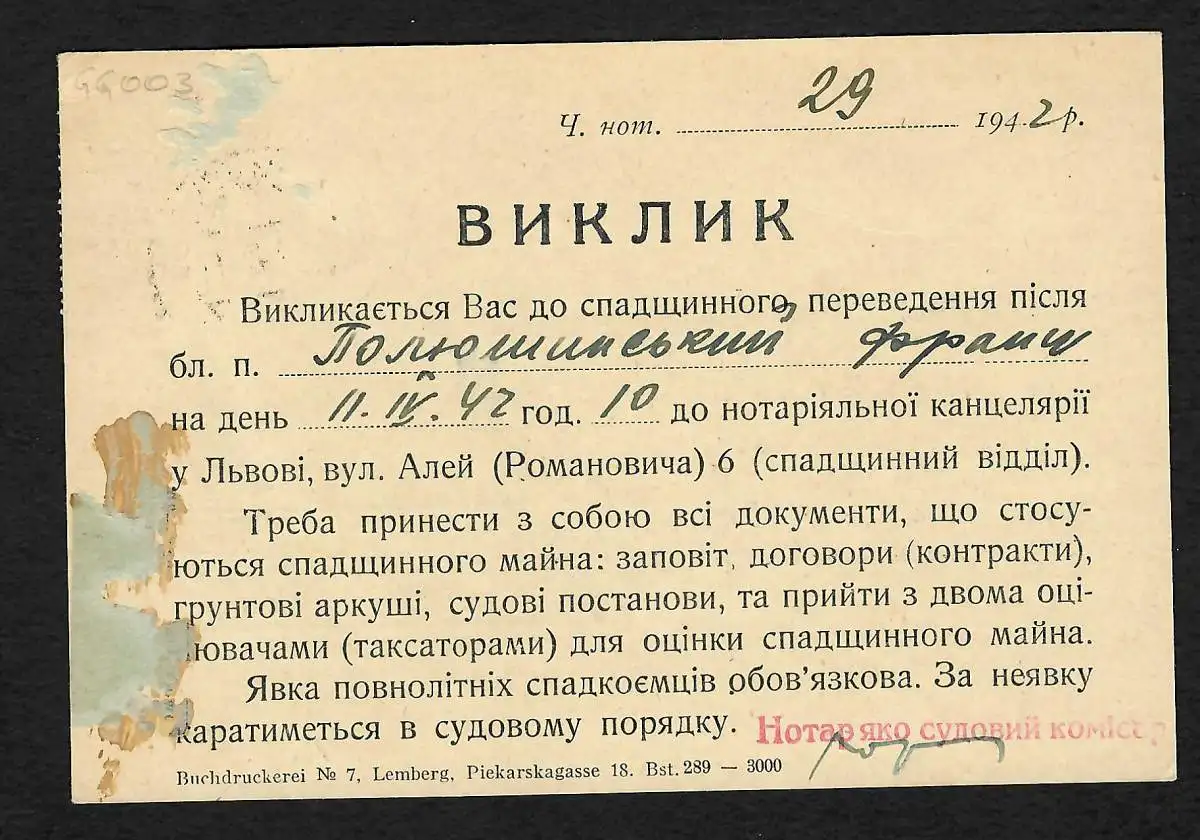 GG003
Ч. нот. 29 1942 р.
ВИКЛИК
Викликається Вас до спадщинного переведення після
бл. п. Полюшинський Франц
на день 11.IV.42 год. 10 до нотаріяльної канцелярії
у Львові, вул. Алей (Романовича) 6 (спадщинний відділ).
Треба принести з собою всі документи, що стосу-
ються спадщинного майна: заповіт, договори (контракти),
грунтові аркуші, судові постанови, та прийти з двома оці-
нювачами (таксаторами) для оцінки спадщинного майна.
Явка повнолітніх спадкоємців обов'язкова. За неявку
каратиметься в судовому порядку. Нотар яко судовий комісар
Buchdruckerei № 7, Lemberg, Piekarskagasse 18. Bst. 289 — 3000